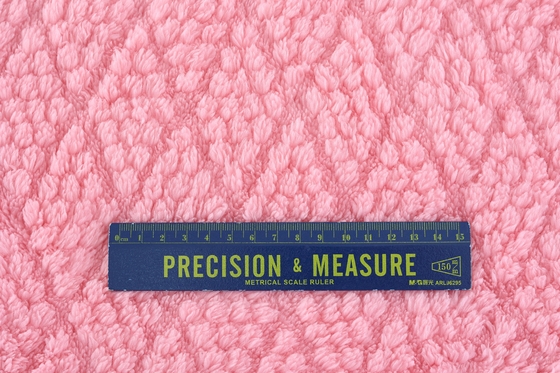 0mm 1 2 3 4 5 6 7 8 9 10 11 12 13 14 15
PRECISION & MEASURE
150
METRICAL SCALE RULER
M&G晨光 ARL96295